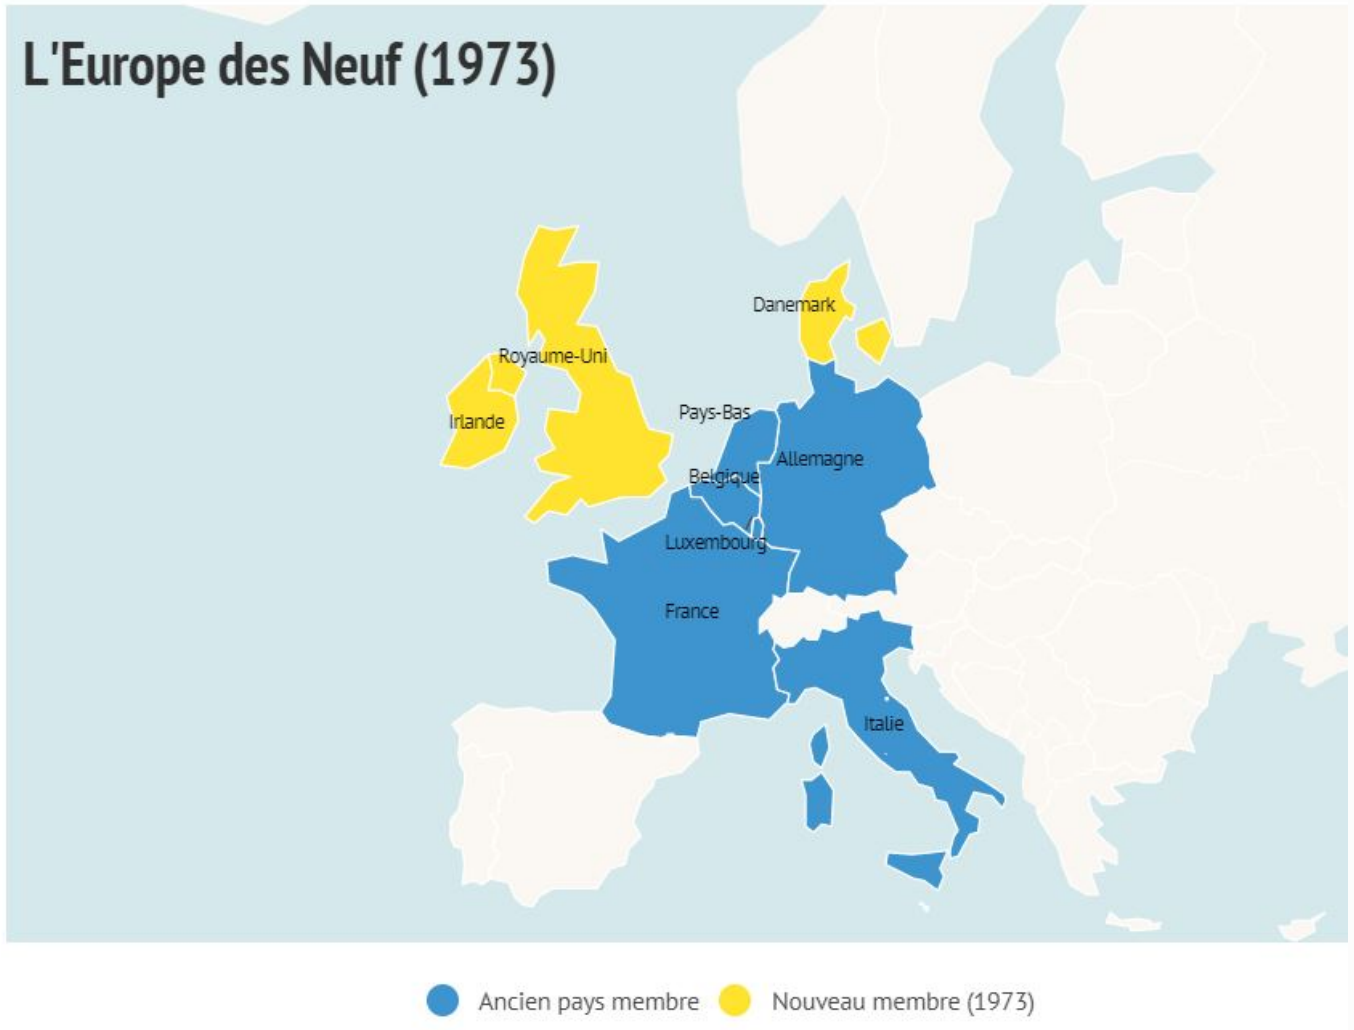 L'Europe des Neuf (1973)
Danemark
Royaume-Uni
Pays-Bas
Irlande
Allemagne
Belgique
Luxembourg
France
Italie
Ancien pays membre
Nouveau membre (1973)